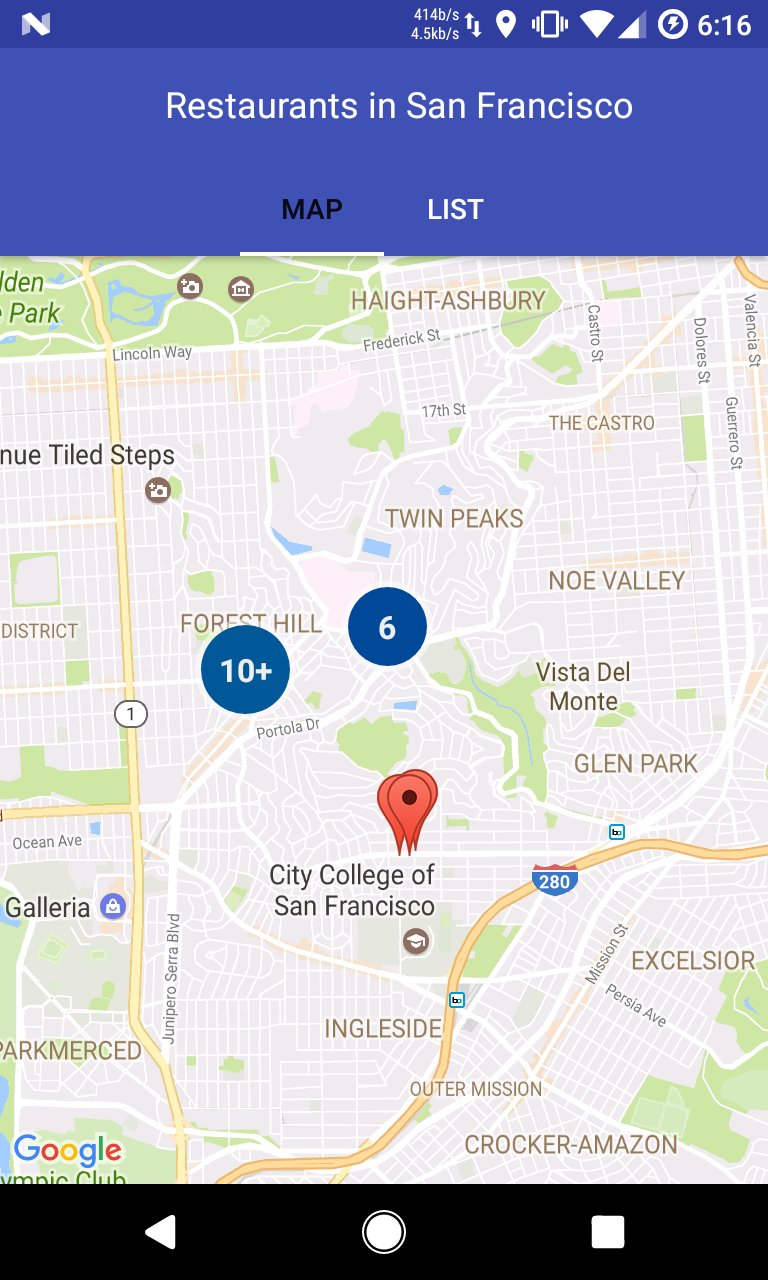 414b/s
4.5kb/s
6:16
Restaurants in San Francisco
MAP
LIST
lden
e Park
HAIGHT-ASHBURY
Castro St
Dolores St
Valencia St
Lincoln Way
Frederick St
17th St
THE CASTRO
Guerrero St
nue Tiled Steps
TWIN PEAKS
NOE VALLEY
DISTRICT
FOREST HILL
6
10+
Vista Del
Monte
1
Portola Dr
GLEN PARK
Ocean Ave
City College of
San Francisco
280
Galleria
Junipero Serra Blvd
Mission St
EXCELSIOR
Persia Ave
INGLESIDE
PARKMERCED
OUTER MISSION
CROCKER-AMAZON
Google
ympic Club